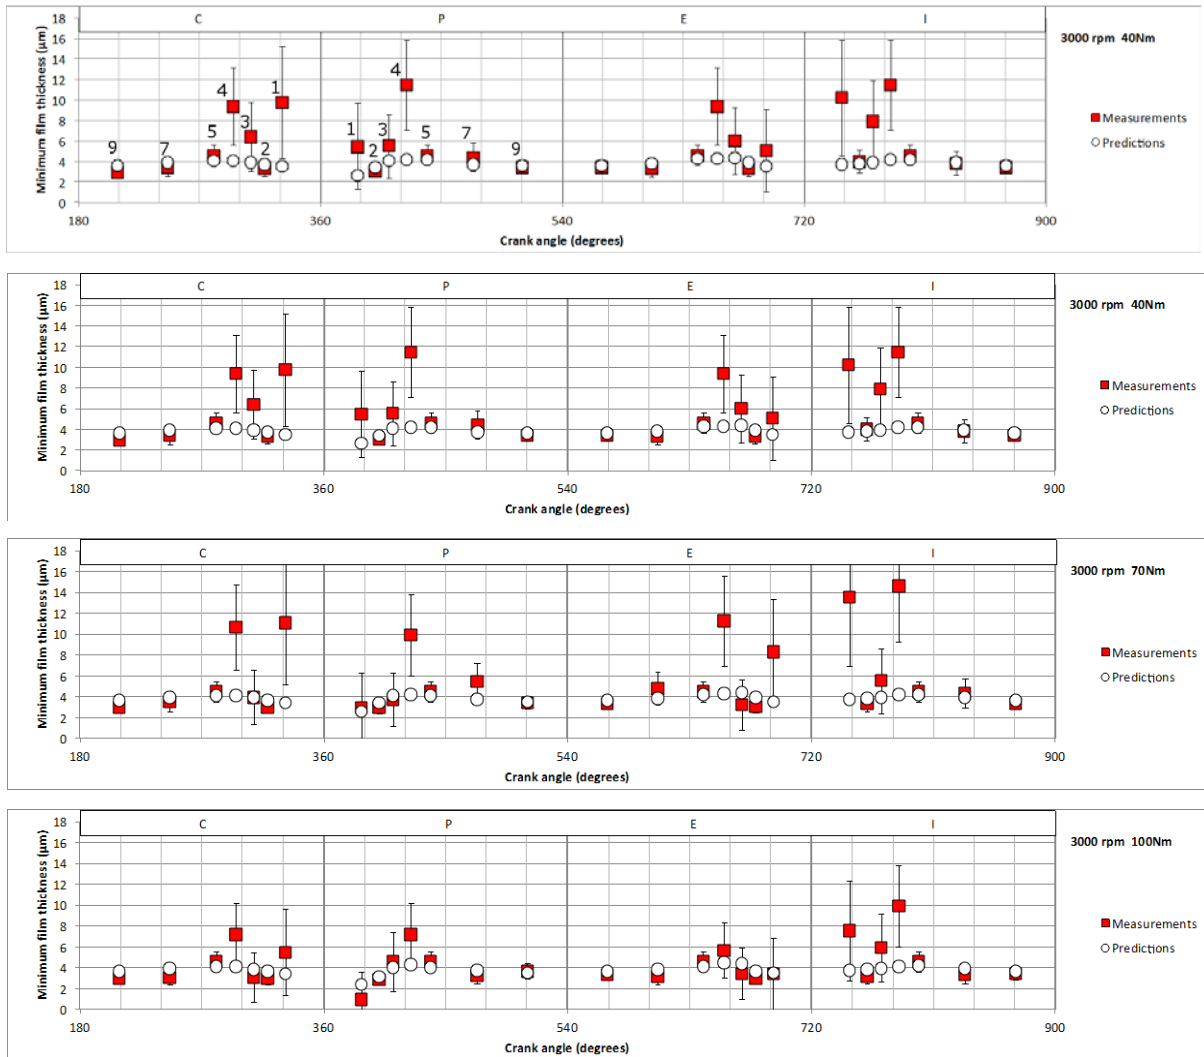 C P E I
18
16
14
12
10
8
6
4
2
0
Minimum film thickness (µm)
3000 rpm 40Nm
4 1 4
5 3 1 3 5 7
9 7 2 2 9
Measurements
Predictions
180 360 540 720 900
Crank angle (degrees)
C P E I
18
16
14
12
10
8
6
4
2
0
Minimum film thickness (µm)
3000 rpm 40Nm
Measurements
Predictions
180 360 540 720 900
Crank angle (degrees)
C P E I
18
16
14
12
10
8
6
4
2
0
Minimum film thickness (µm)
3000 rpm 70Nm
Measurements
Predictions
180 360 540 720 900
Crank angle (degrees)
C P E I
18
16
14
12
10
8
6
4
2
0
Minimum film thickness (µm)
3000 rpm 100Nm
Measurements
Predictions
180 360 540 720 900
Crank angle (degrees)